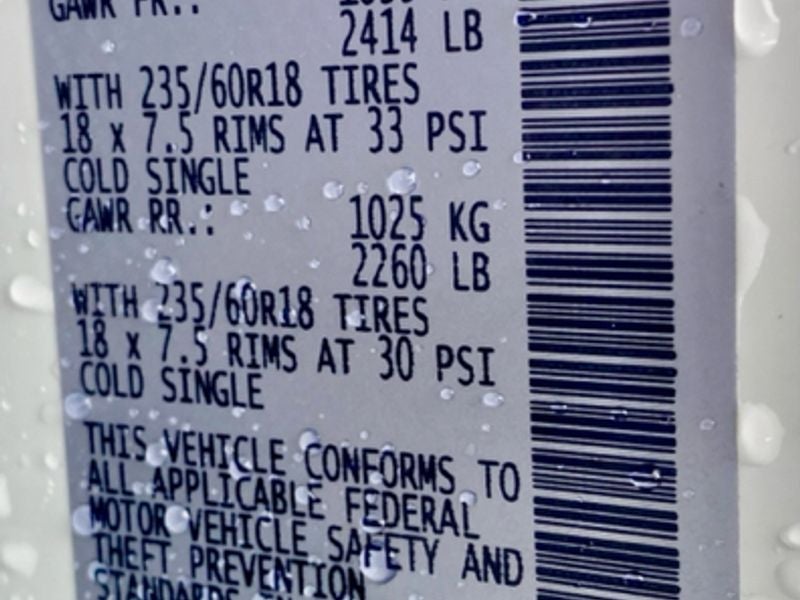 GAWR FR.:
2414 LB
WITH 235/60R18 TIRES
18 x 7.5 RIMS AT 33 PSI
COLD SINGLE
GAWR RR.: 1025 KG
2260 LB
WITH 235/60R18 TIRES
18 x 7.5 RIMS AT 30 PSI
COLD SINGLE
THIS VEHICLE CONFORMS TO
ALL APPLICABLE FEDERAL
MOTOR VEHICLE SAFETY AND
THEFT PREVENTION
STANDARDS